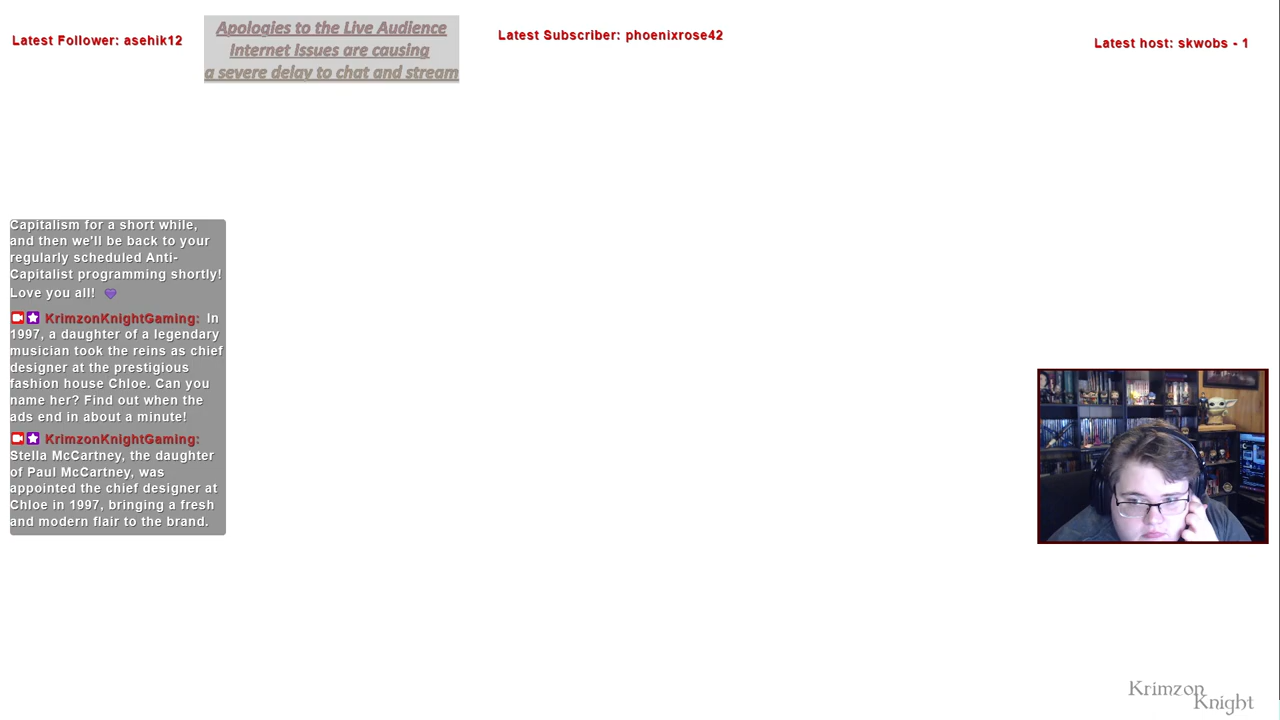 Latest Follower: asehik12
Apologies to the Live Audience
Internet Issues are causing
a severe delay to chat and stream
Latest Subscriber: phoenixrose42
Latest host: skwobs - 1
Capitalism for a short while,
and then we'll be back to your
regularly scheduled Anti-
Capitalist programming shortly!
Love you all!
KrimzonKnightGaming: In
1997, a daughter of a legendary
musician took the reins as chief
designer at the prestigious
fashion house Chloe. Can you
name her? Find out when the
ads end in about a minute!
KrimzonKnightGaming:
Stella McCartney, the daughter
of Paul McCartney, was
appointed the chief designer at
Chloe in 1997, bringing a fresh
and modern flair to the brand.
Krimzon
Knight